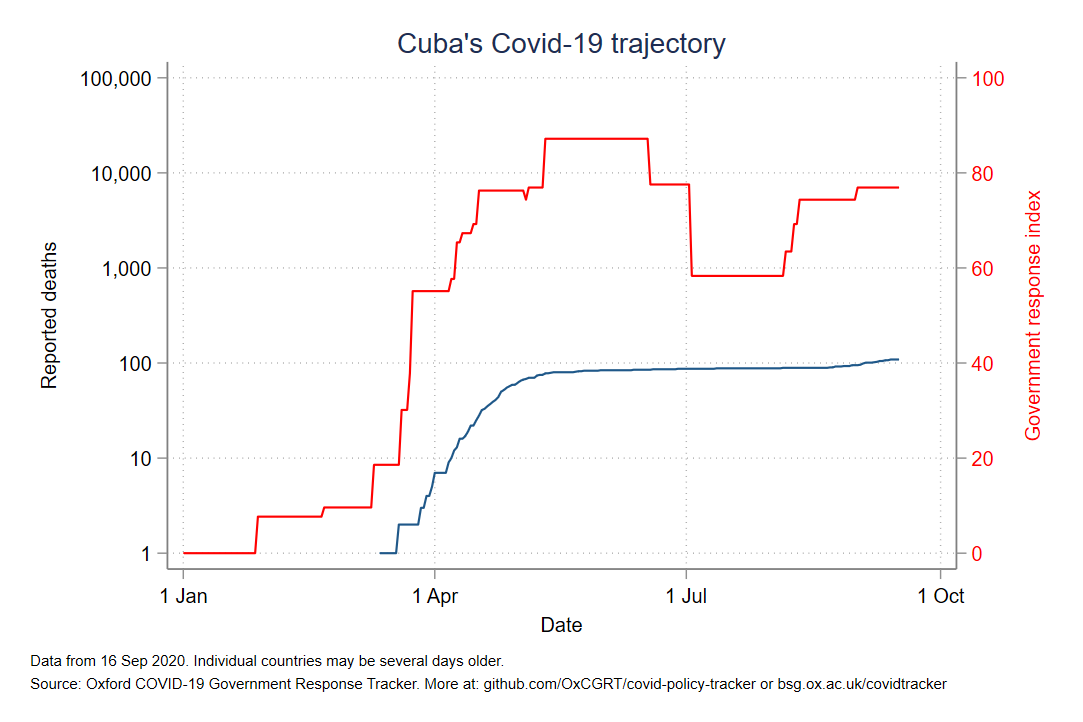 Cuba's Covid-19 trajectory
100,000
10,000
1,000
100
10
1
Reported deaths
100
80
60
40
20
0
Government response index
1 Jan 1 Apr 1 Jul 1 Oct
Date
Data from 16 Sep 2020. Individual countries may be several days older.
Source: Oxford COVID-19 Government Response Tracker. More at: github.com/OxCGRT/covid-policy-tracker or bsg.ox.ac.uk/covidtracker